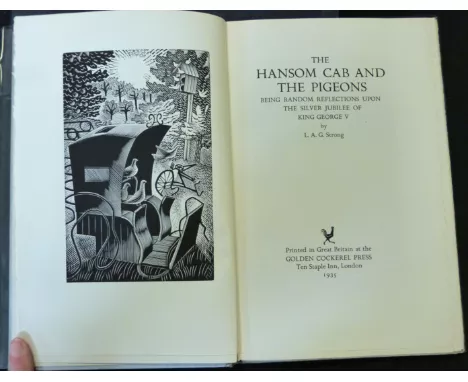 THE
HANSOM CAB AND
THE PIGEONS
BEING RANDOM REFLECTIONS UPON
THE SILVER JUBILEE OF
KING GEORGE V
by
L. A. G. Strong
Printed in Great Britain at the
GOLDEN COCKEREL PRESS
Ten Staple Inn, London
1935